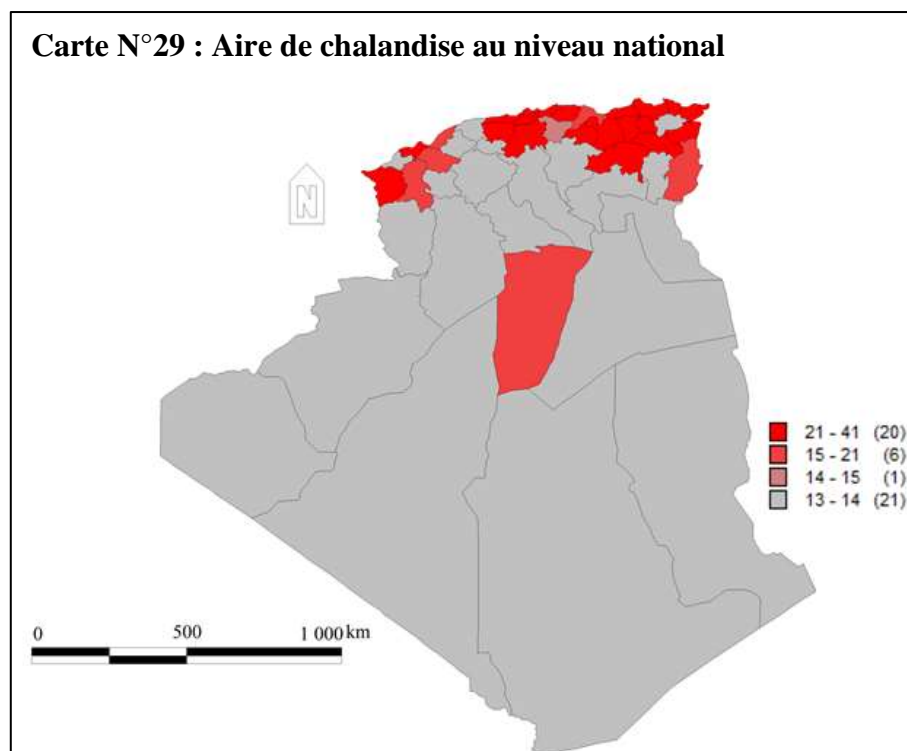 Carte N°29 : Aire de chalandise au niveau national
N
21 - 41 (20)
15 - 21 (6)
14 - 15 (1)
13 - 14 (21)
0 500 1 000 km